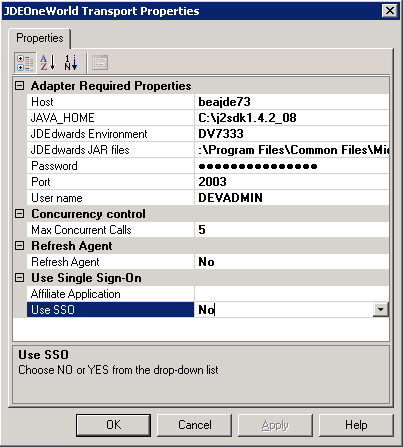 JDEOneWorld Transport Properties
Properties
Adapter Required Properties
Host beajde73
JAVA_HOME C:\j2sdk1.4.2_08
JDEdwards Environment DV7333
JDEdwards JAR files :\Program Files\Common Files\Mic
Password ●●●●●●●●●●●●●●●
Port 2003
User name DEVADMIN
Concurrency control
Max Concurrent Calls 5
Refresh Agent
Refresh Agent No
Use Single Sign-On
Affiliate Application
Use SSO No
Use SSO
Choose NO or YES from the drop-down list
OK Cancel Apply Help